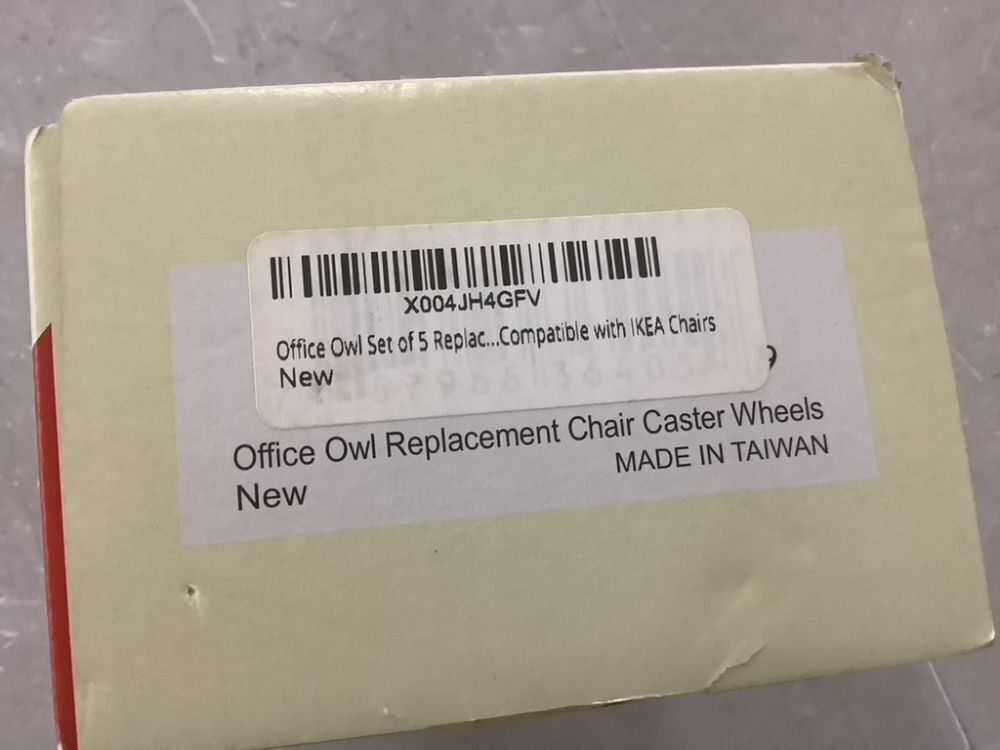 X004JH4GFV
Office Owl Set of 5 Replac...Compatible with IKEA Chairs
New
9
Office Owl Replacement Chair Caster Wheels
MADE IN TAIWAN
New